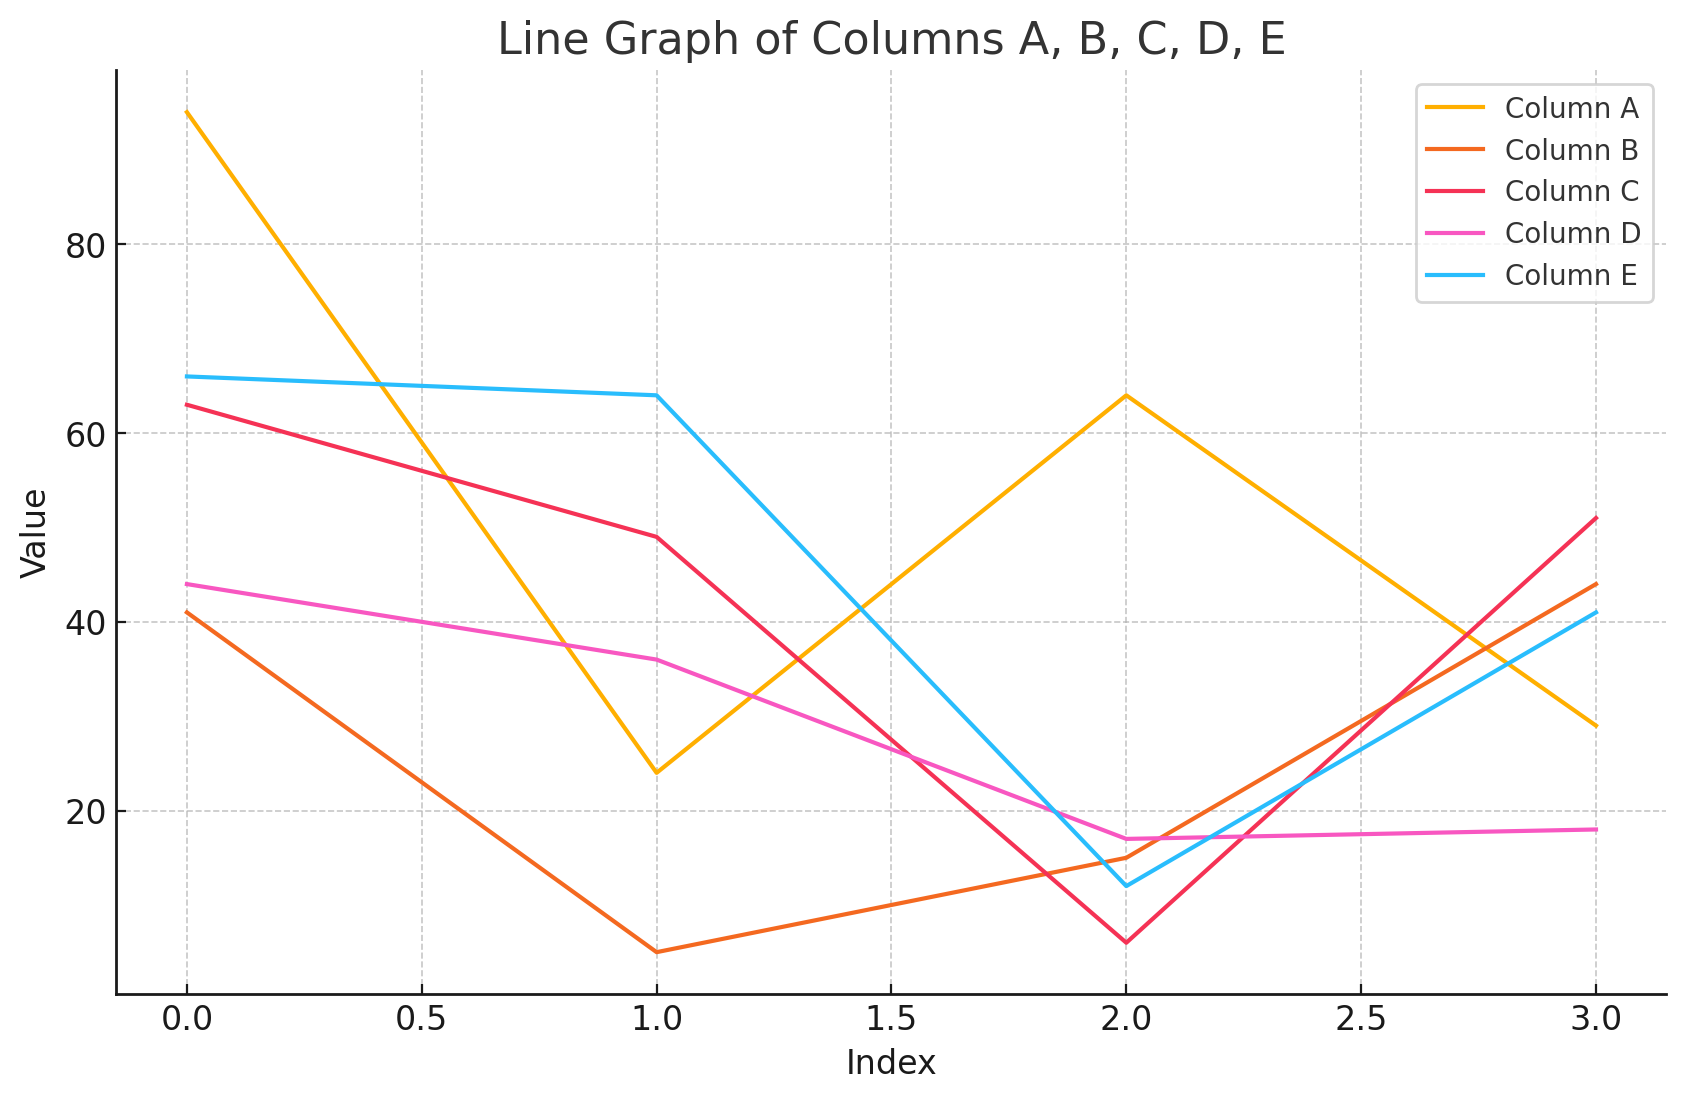 Line Graph of Columns A, B, C, D, E
Column A
Column B
Column C
Column D
Column E
80
60
40
20
Value
0.0 0.5 1.0 1.5 2.0 2.5 3.0
Index